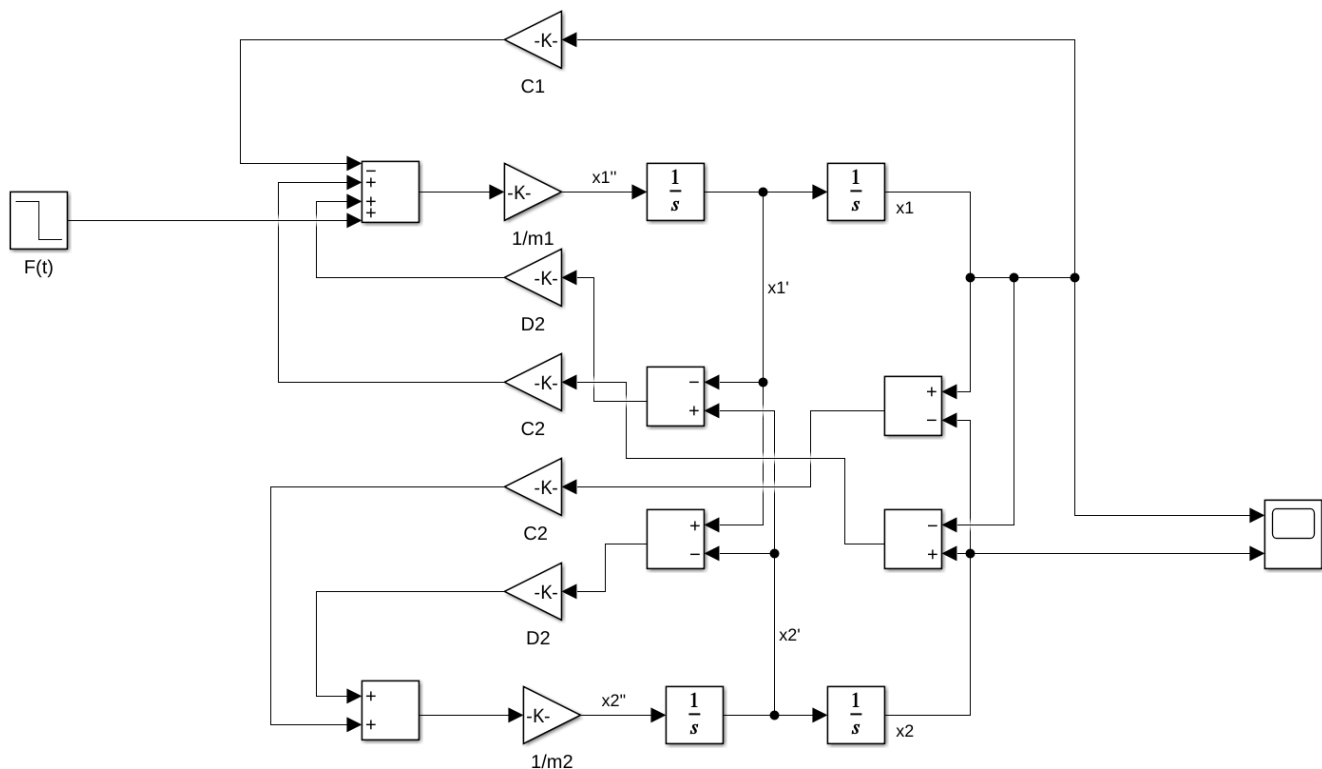 -K-
C1
−
+
+
+
-K-
1/m1
x1"
1
s
1
s
x1
F(t)
-K-
D2
x1'
-K-
C2
−
+
+
−
-K-
C2
+
−
−
+
-K-
D2
x2'
+
+
-K-
1/m2
x2"
1
s
1
s
x2